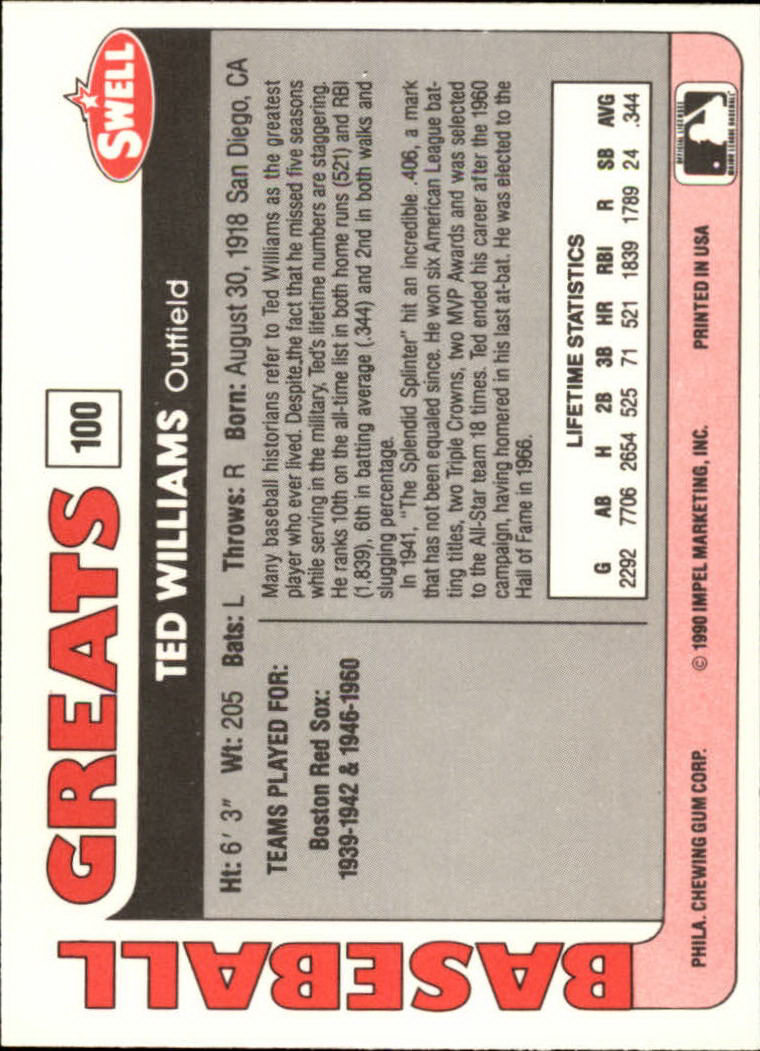 BASEBALL
GREATS
100
SWELL
TED WILLIAMS Outfield
Ht: 6' 3" Wt: 205 Bats: L Throws: R Born: August 30, 1918 San Diego, CA
TEAMS PLAYED FOR:
Boston Red Sox:
1939-1942 & 1946-1960
Many baseball historians refer to Ted Williams as the greatest
player who ever lived. Despite the fact that he missed five seasons
while serving in the military, Ted's lifetime numbers are staggering.
He ranks 10th on the all-time list in both home runs (521) and RBI
(1,839), 6th in batting average (.344) and 2nd in both walks and
slugging percentage.
In 1941, "The Splendid Splinter" hit an incredible .406, a mark
that has not been equaled since. He won six American League bat-
ting titles, two Triple Crowns, two MVP Awards and was selected
to the All-Star team 18 times. Ted ended his career after the 1960
campaign, having homered in his last at-bat. He was elected to the
Hall of Fame in 1966.
LIFETIME STATISTICS
G AB H 2B 3B HR RBI R SB AVG
2292 7706 2654 525 71 521 1839 1789 24 .344
PHILA. CHEWING GUM CORP. © 1990 IMPEL MARKETING, INC. PRINTED IN USA
OFFICIAL LICENSEE
MAJOR LEAGUE BASEBALL